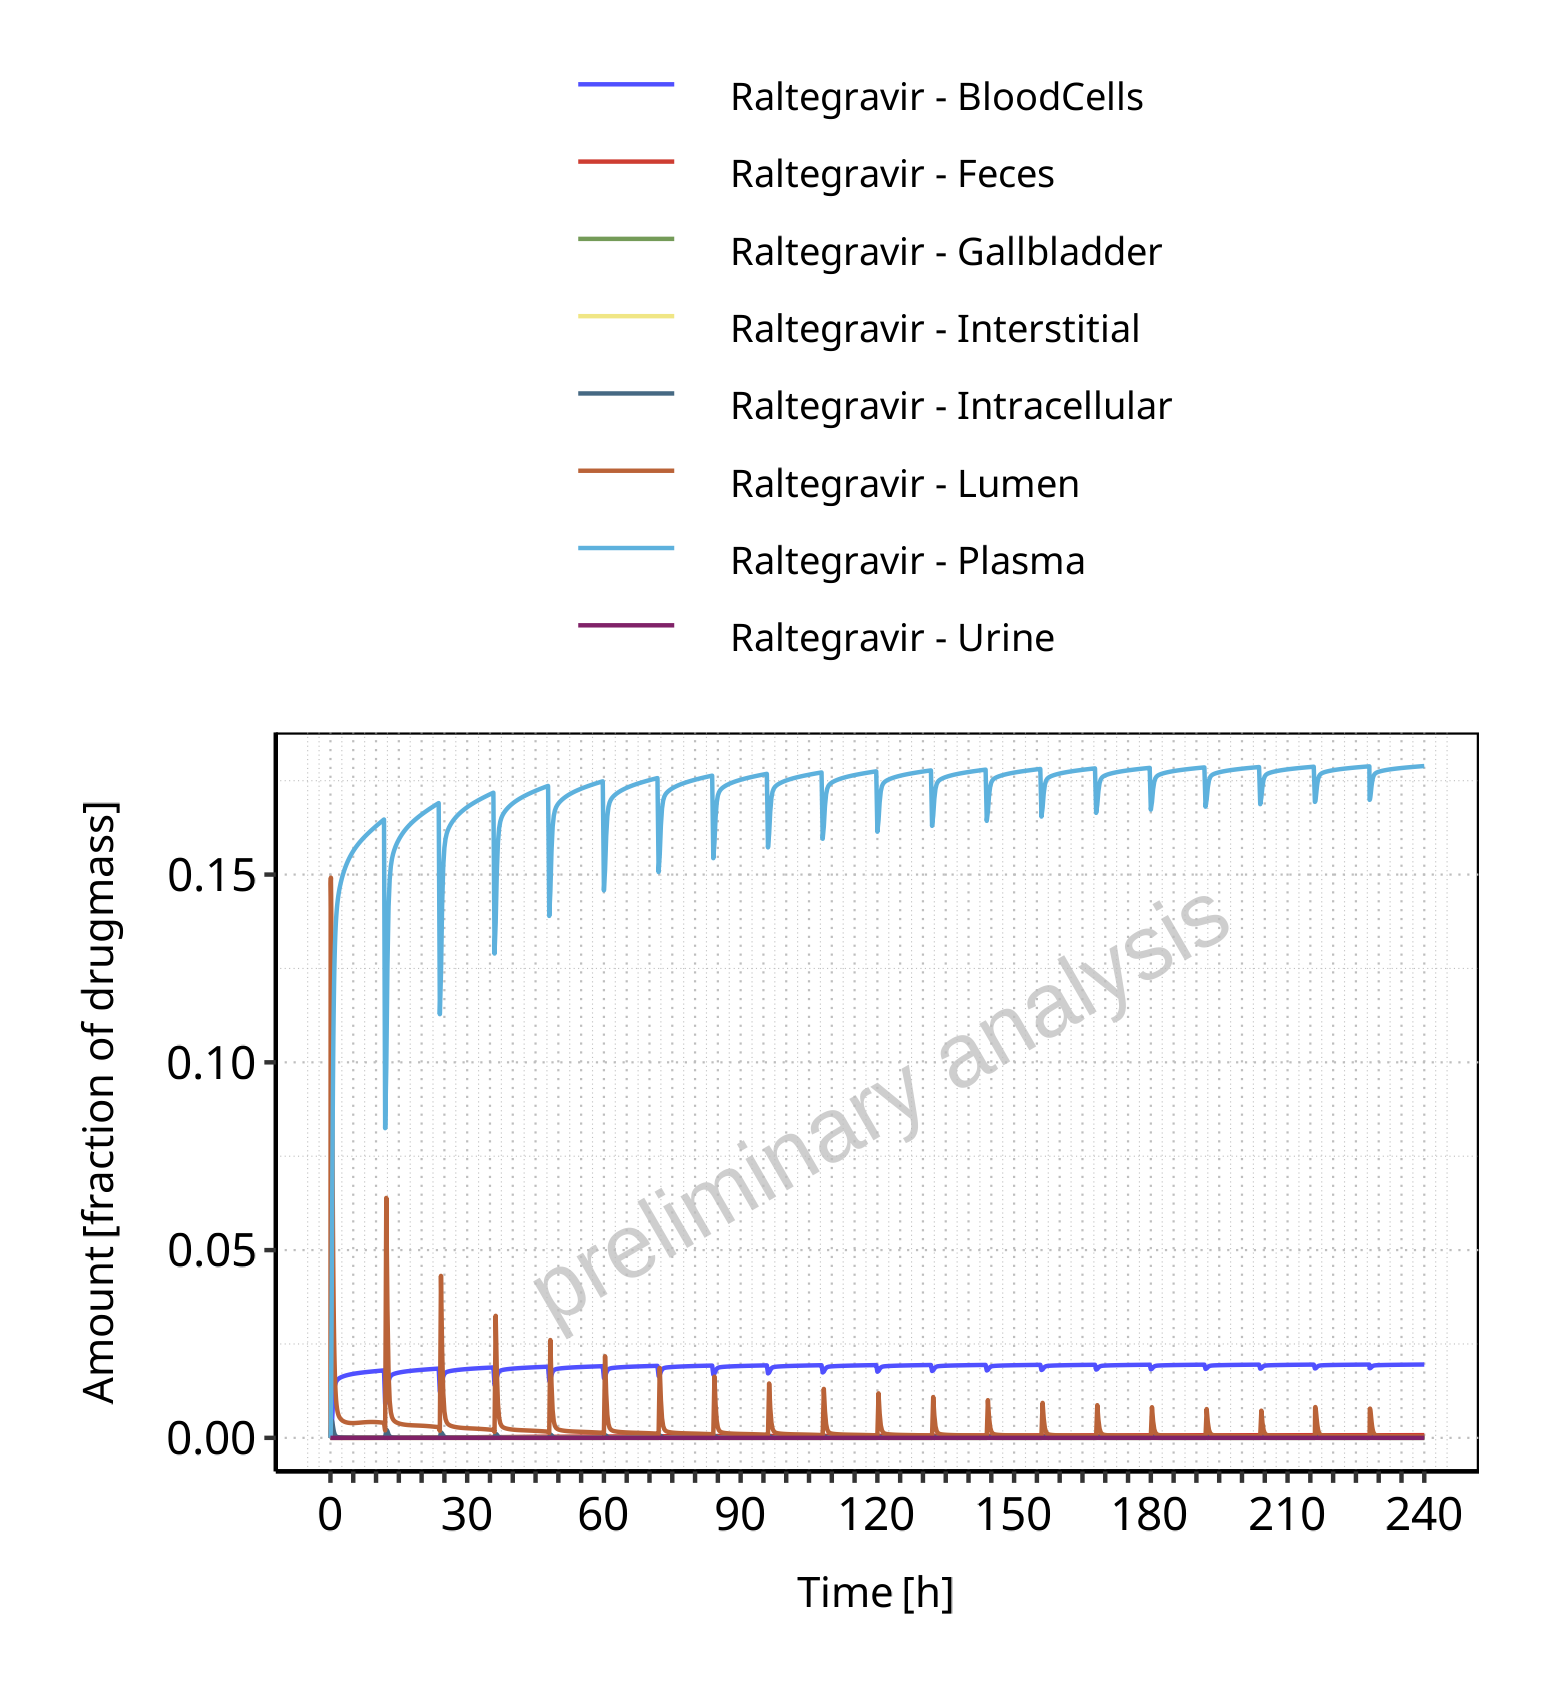 Raltegravir - BloodCells
Raltegravir - Feces
Raltegravir - Gallbladder
Raltegravir - Interstitial
Raltegravir - Intracellular
Raltegravir - Lumen
Raltegravir - Plasma
Raltegravir - Urine
Amount [fraction of drugmass]
0.15
0.10
0.05
0.00
preliminary analysis
0 30 60 90 120 150 180 210 240
Time [h]